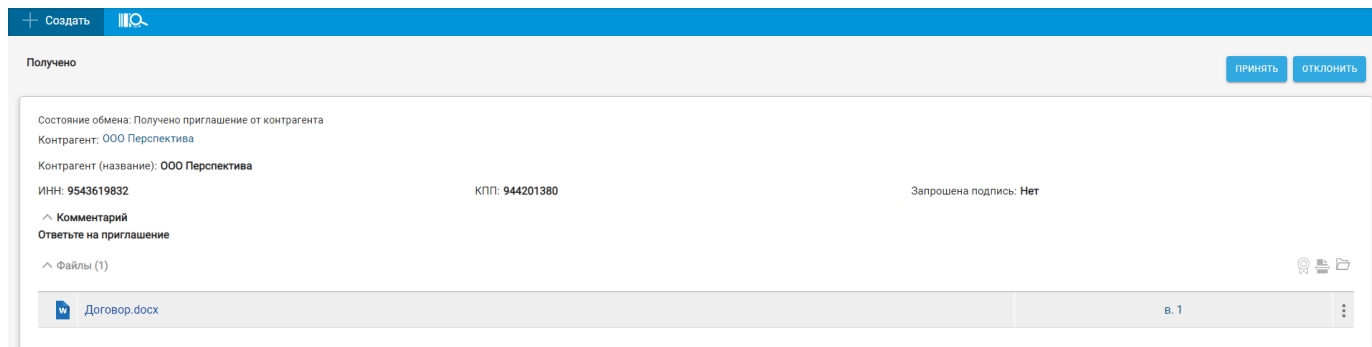 Создать
Получено
ПРИНЯТЬ ОТКЛОНИТЬ
Состояние обмена: Получено приглашение от контрагента
Контрагент: ООО Перспектива
Контрагент (название): ООО Перспектива
ИНН: 9543619832 КПП: 944201380 Запрошена подпись: Нет
Комментарий
Ответьте на приглашение
Файлы (1)
W Договор.docx в. 1